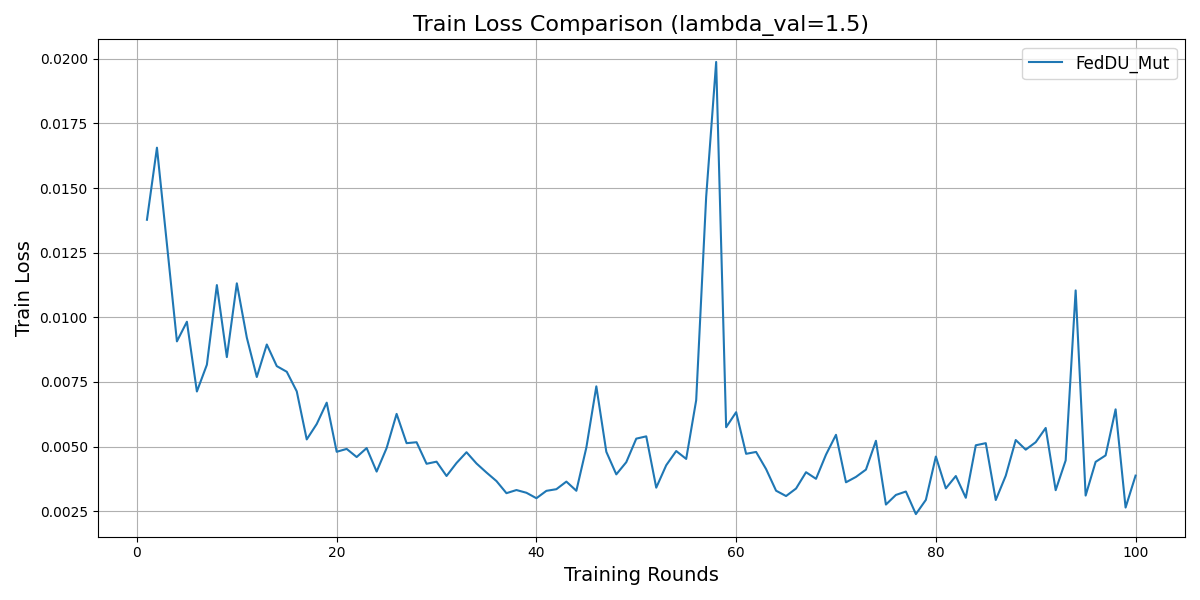 Train Loss Comparison (lambda_val=1.5)
FedDU_Mut
Train Loss
0.0200
0.0175
0.0150
0.0125
0.0100
0.0075
0.0050
0.0025
0 20 40 60 80 100
Training Rounds